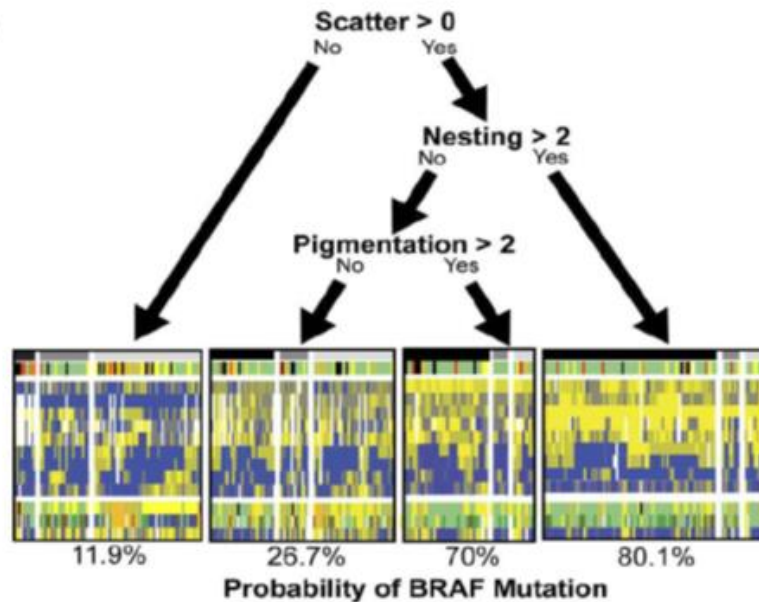 Scatter > 0
No Yes
Nesting > 2
No Yes
Pigmentation > 2
No Yes
11.9% 26.7% 70% 80.1%
Probability of BRAF Mutation